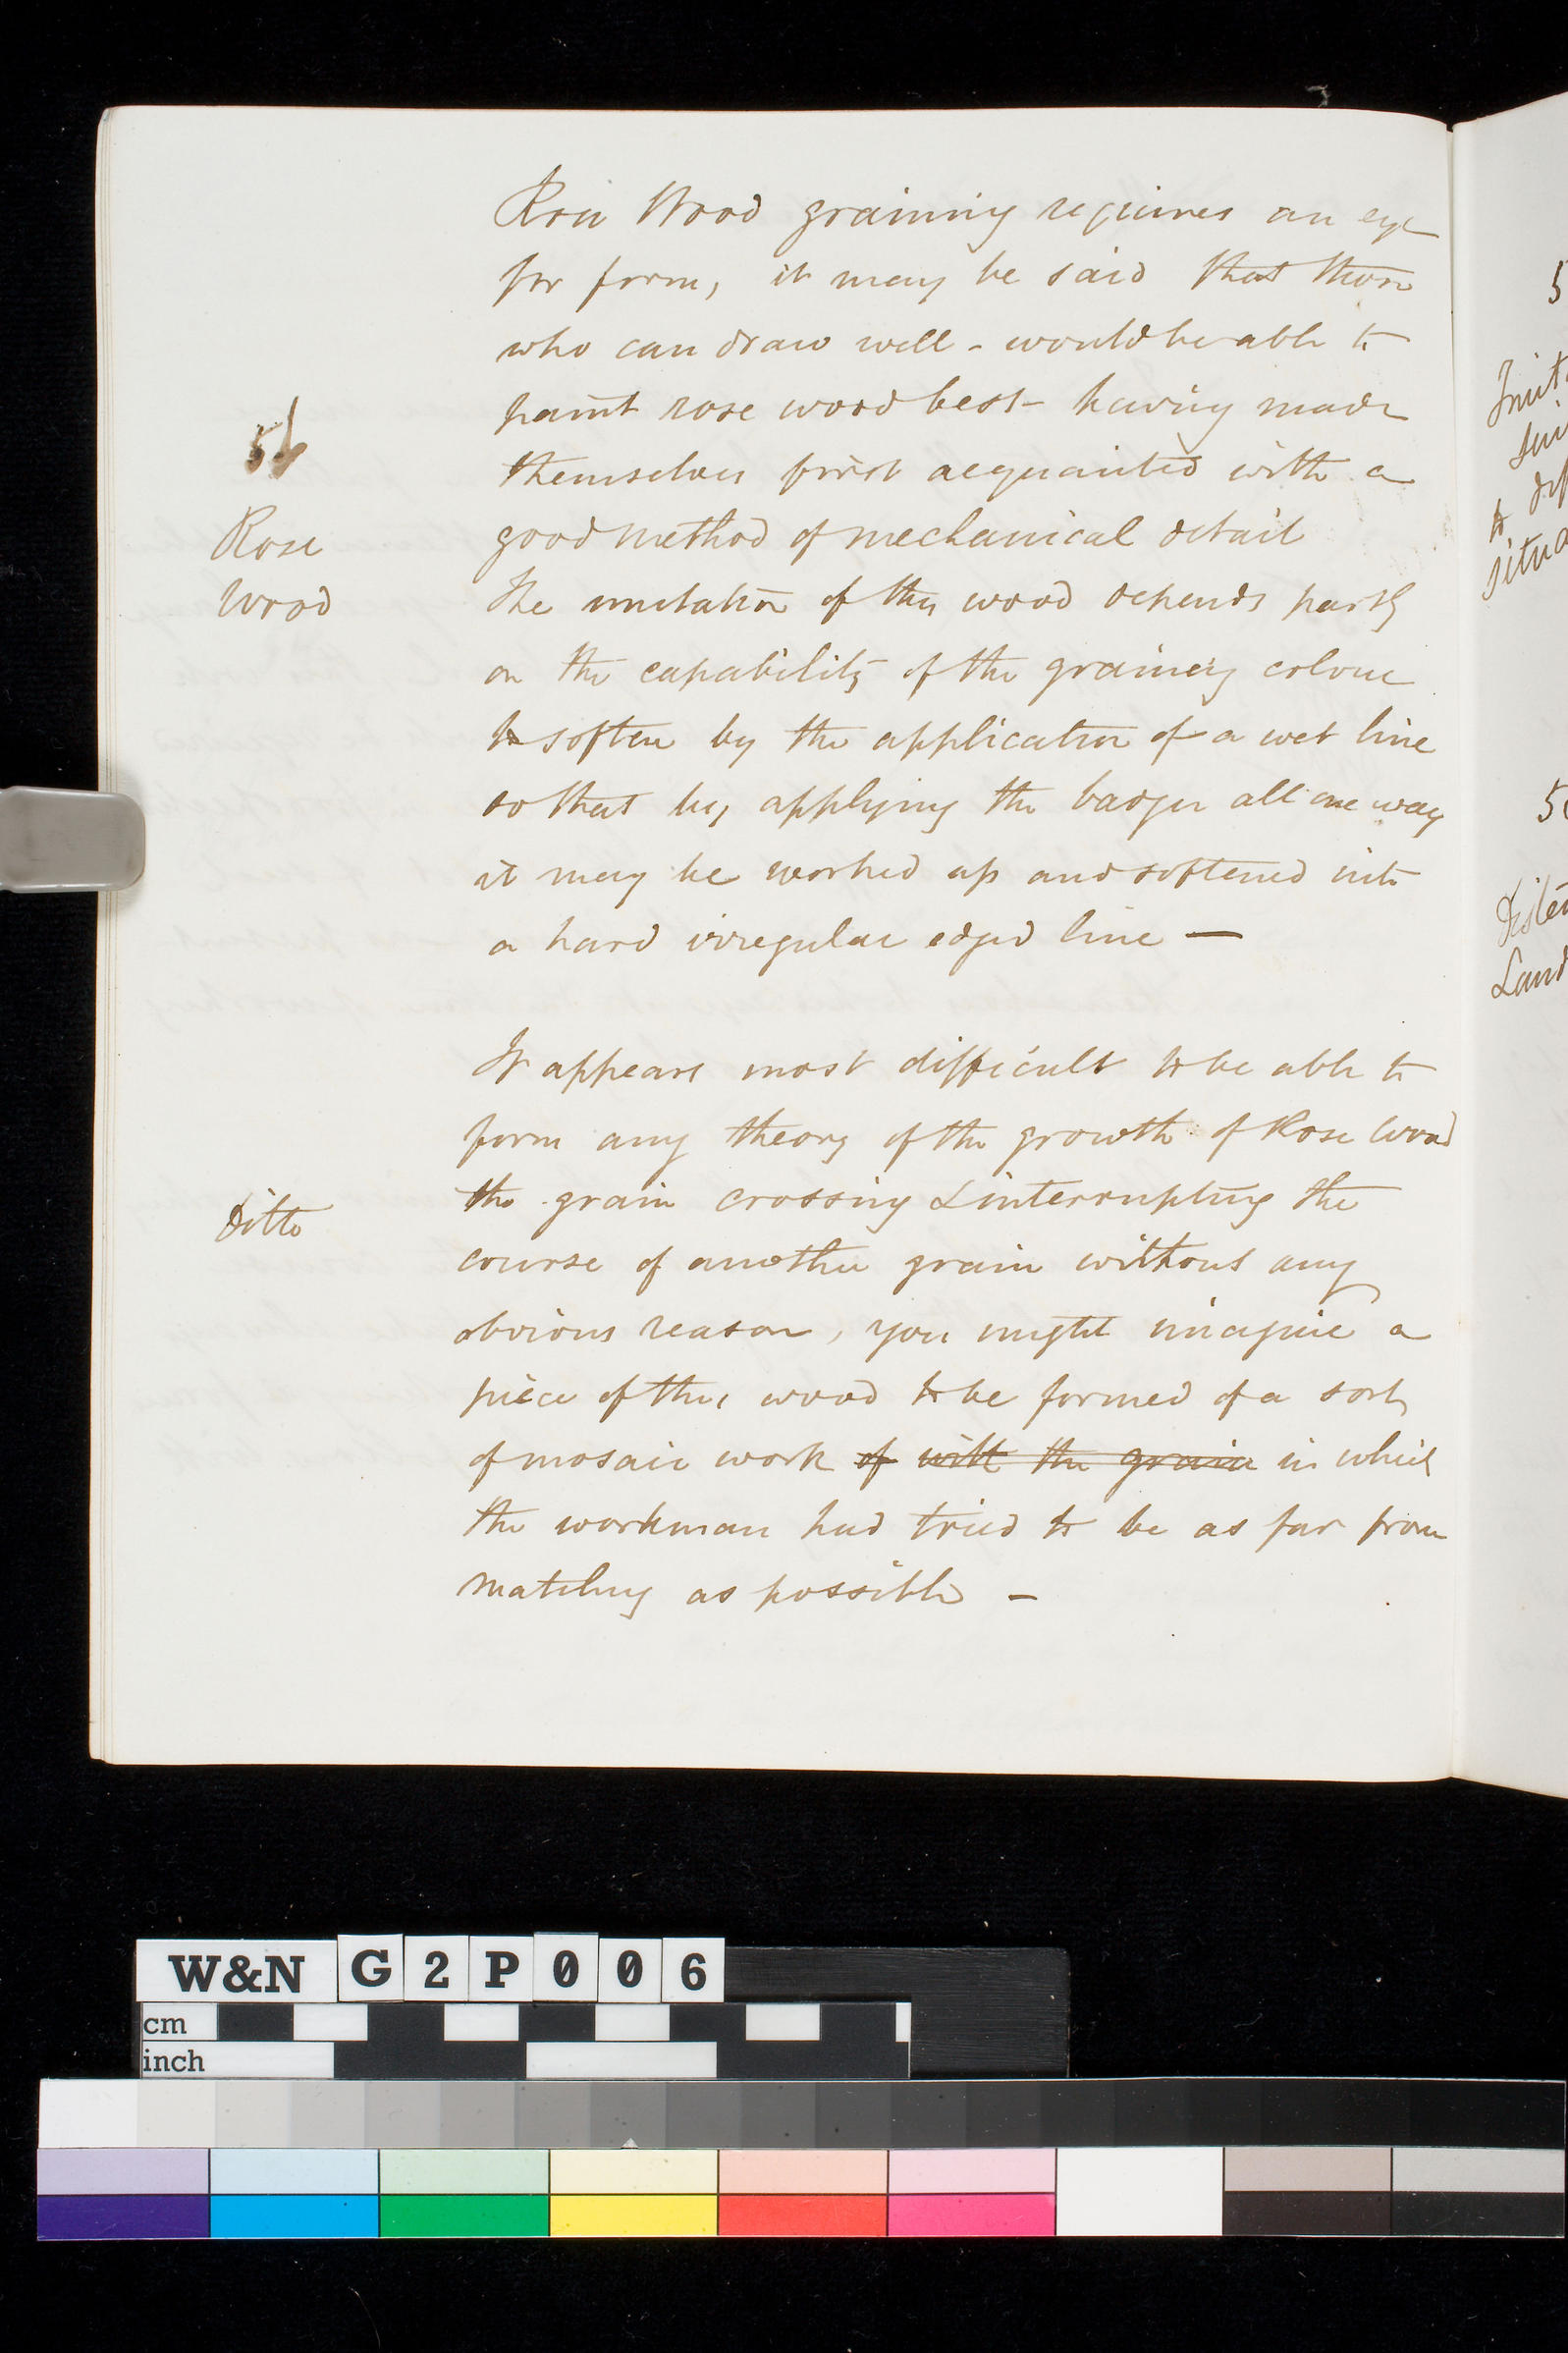 Rose Wood graining requires an eye
for form, it may be said that those
who can draw well - would be able to
paint rose wood best - having made
56
themselves first acquainted with a
Rose
good method of mechanical detail
Wood
The imitation of this wood depends partly
on the capability of the graining colour
to soften by the application of a wet line
so that by applying the badger all one way
it may be worked up and softened into
a hard irregular edged line —
It appears most difficult to be able to
form any theory of the growth of Rose Wood
the grain crossing & interrupting the
Ditto
course of another grain without any
obvious reason, you might imagine a
piece of this wood to be formed of a sort
of mosaic work of with the grain in which
the workman had tried to be as far from
matching as possible -
5
Imit
to
situa
Land
W&N G2P006
cm
inch